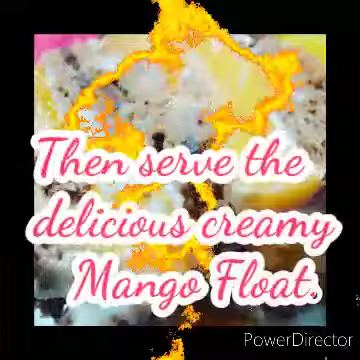 Then serve the
delicious creamy
Mango Float.
PowerDirector